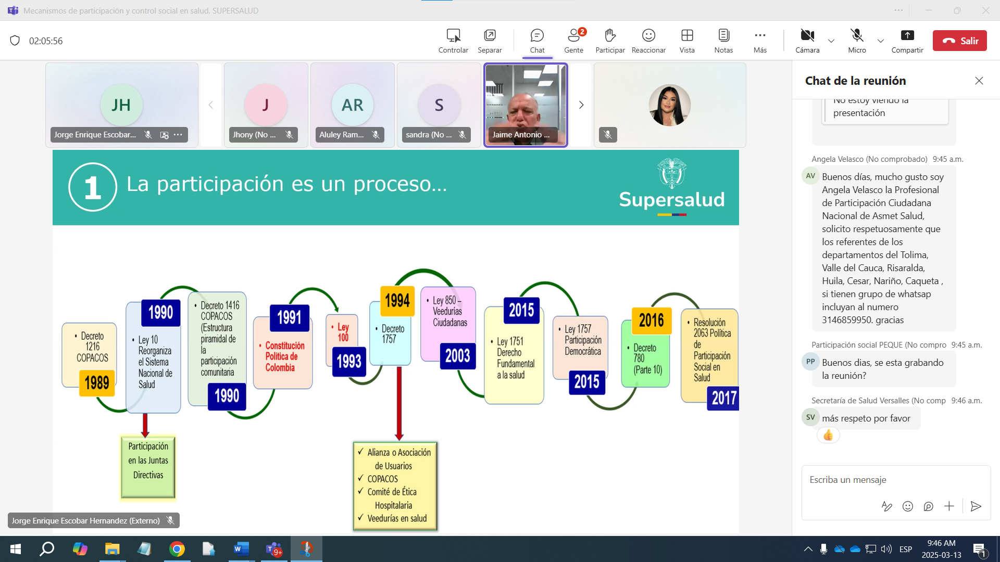 Mecanismos de participación y control social en salud. SUPERSALUD
02:05:56
Controlar
Separar
Chat
2
Gente
Participar
Reaccionar
Vista
Notas
Más
Cámara
Micro
Compartir
Salir
JH
Jorge Enrique Escobar...
J
Jhony (No ...
AR
Aluley Ram...
S
sandra (No ...
Jaime Antonio ...
1
La participación es un proceso...
Supersalud
• Decreto
1216
COPACOS
1989
1990
• Ley 10
Reorganiza
el Sistema
Nacional de
Salud
Participación
en las Juntas
Directivas
• Decreto 1416
COPACOS
(Estructura
piramidal de
la
participación
comunitaria
1990
1991
• Constitución
Politica de
Colombia
• Ley
100
1993
1994
• Decreto
1757
✓ Alianza o Asociación
de Usuarios
✓ COPACOS
✓ Comité de Ética
Hospitalaria
✓ Veedurías en salud
• Ley 850 –
Veedurías
Ciudadanas
2003
2015
• Ley 1751
Derecho
Fundamental
a la salud
• Ley 1757
Participación
Democrática
2015
2016
• Decreto
780
(Parte 10)
• Resolución
2063 Política
de
Participación
Social en
Salud
2017
Jorge Enrique Escobar Hernandez (Externo)
Chat de la reunión
No estoy viendo la
presentación
Angela Velasco (No comprobado) 9:45 a.m.
AV
Buenos días, mucho gusto soy
Angela Velasco la Profesional
de Participación Ciudadana
Nacional de Asmet Salud,
solicito respetuosamente que
los referentes de los
departamentos del Tolima,
Valle del Cauca, Risaralda,
Huila, Cesar, Nariño, Caqueta ,
si tienen grupo de whatsap
incluyan al numero
3146859950. gracias
Participación social PEQUE (No compro 9:45 a.m.
PP
Buenos dias, se esta grabando
la reunión?
Secretaría de Salud Versalles (No comp 9:46 a.m.
SV
más respeto por favor
Escriba un mensaje
9+
ESP
9:46 AM
2025-03-13
1